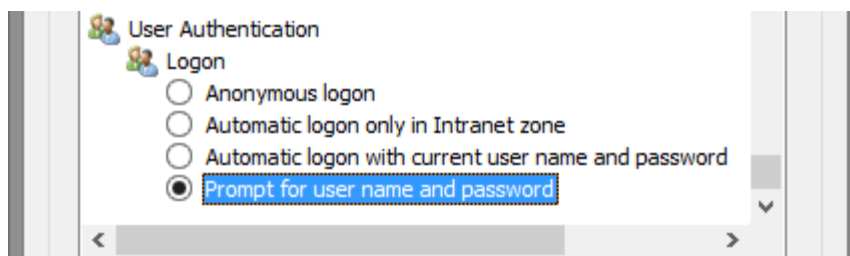 User Authentication
Logon
Anonymous logon
Automatic logon only in Intranet zone
Automatic logon with current user name and password
Prompt for user name and password